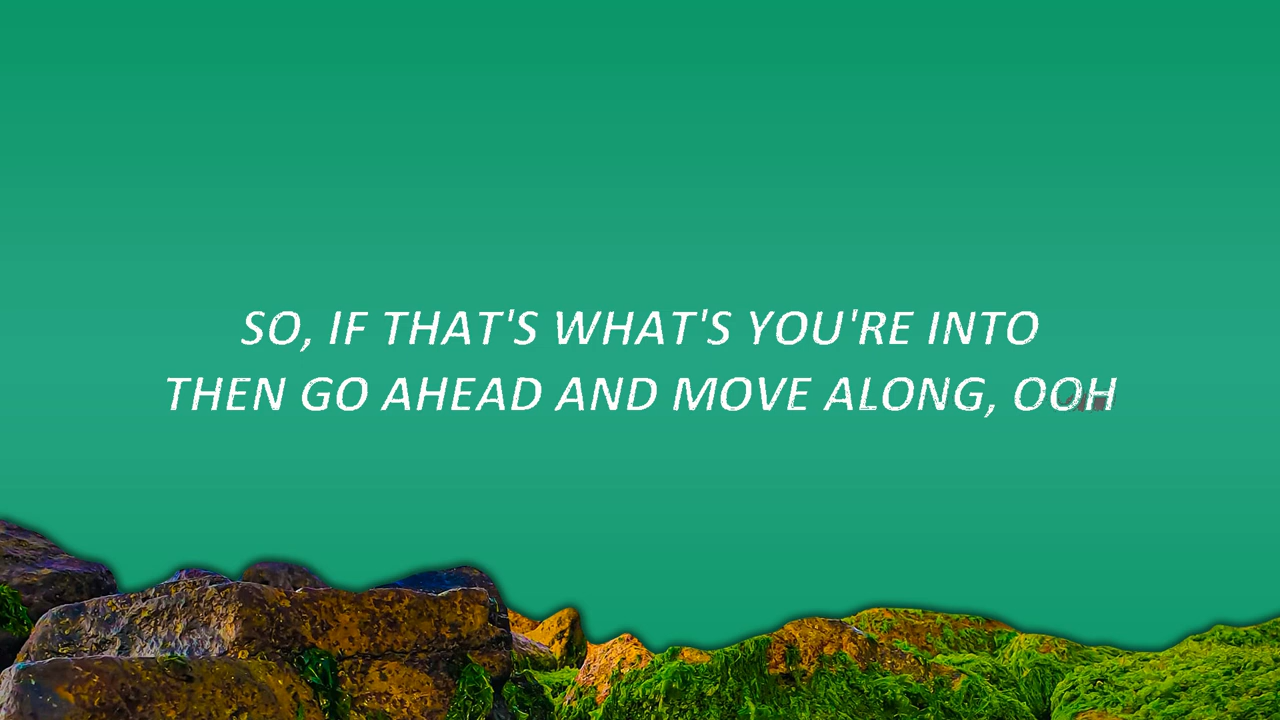 SO, IF THAT'S WHAT'S YOU'RE INTO
THEN GO AHEAD AND MOVE ALONG, OOH